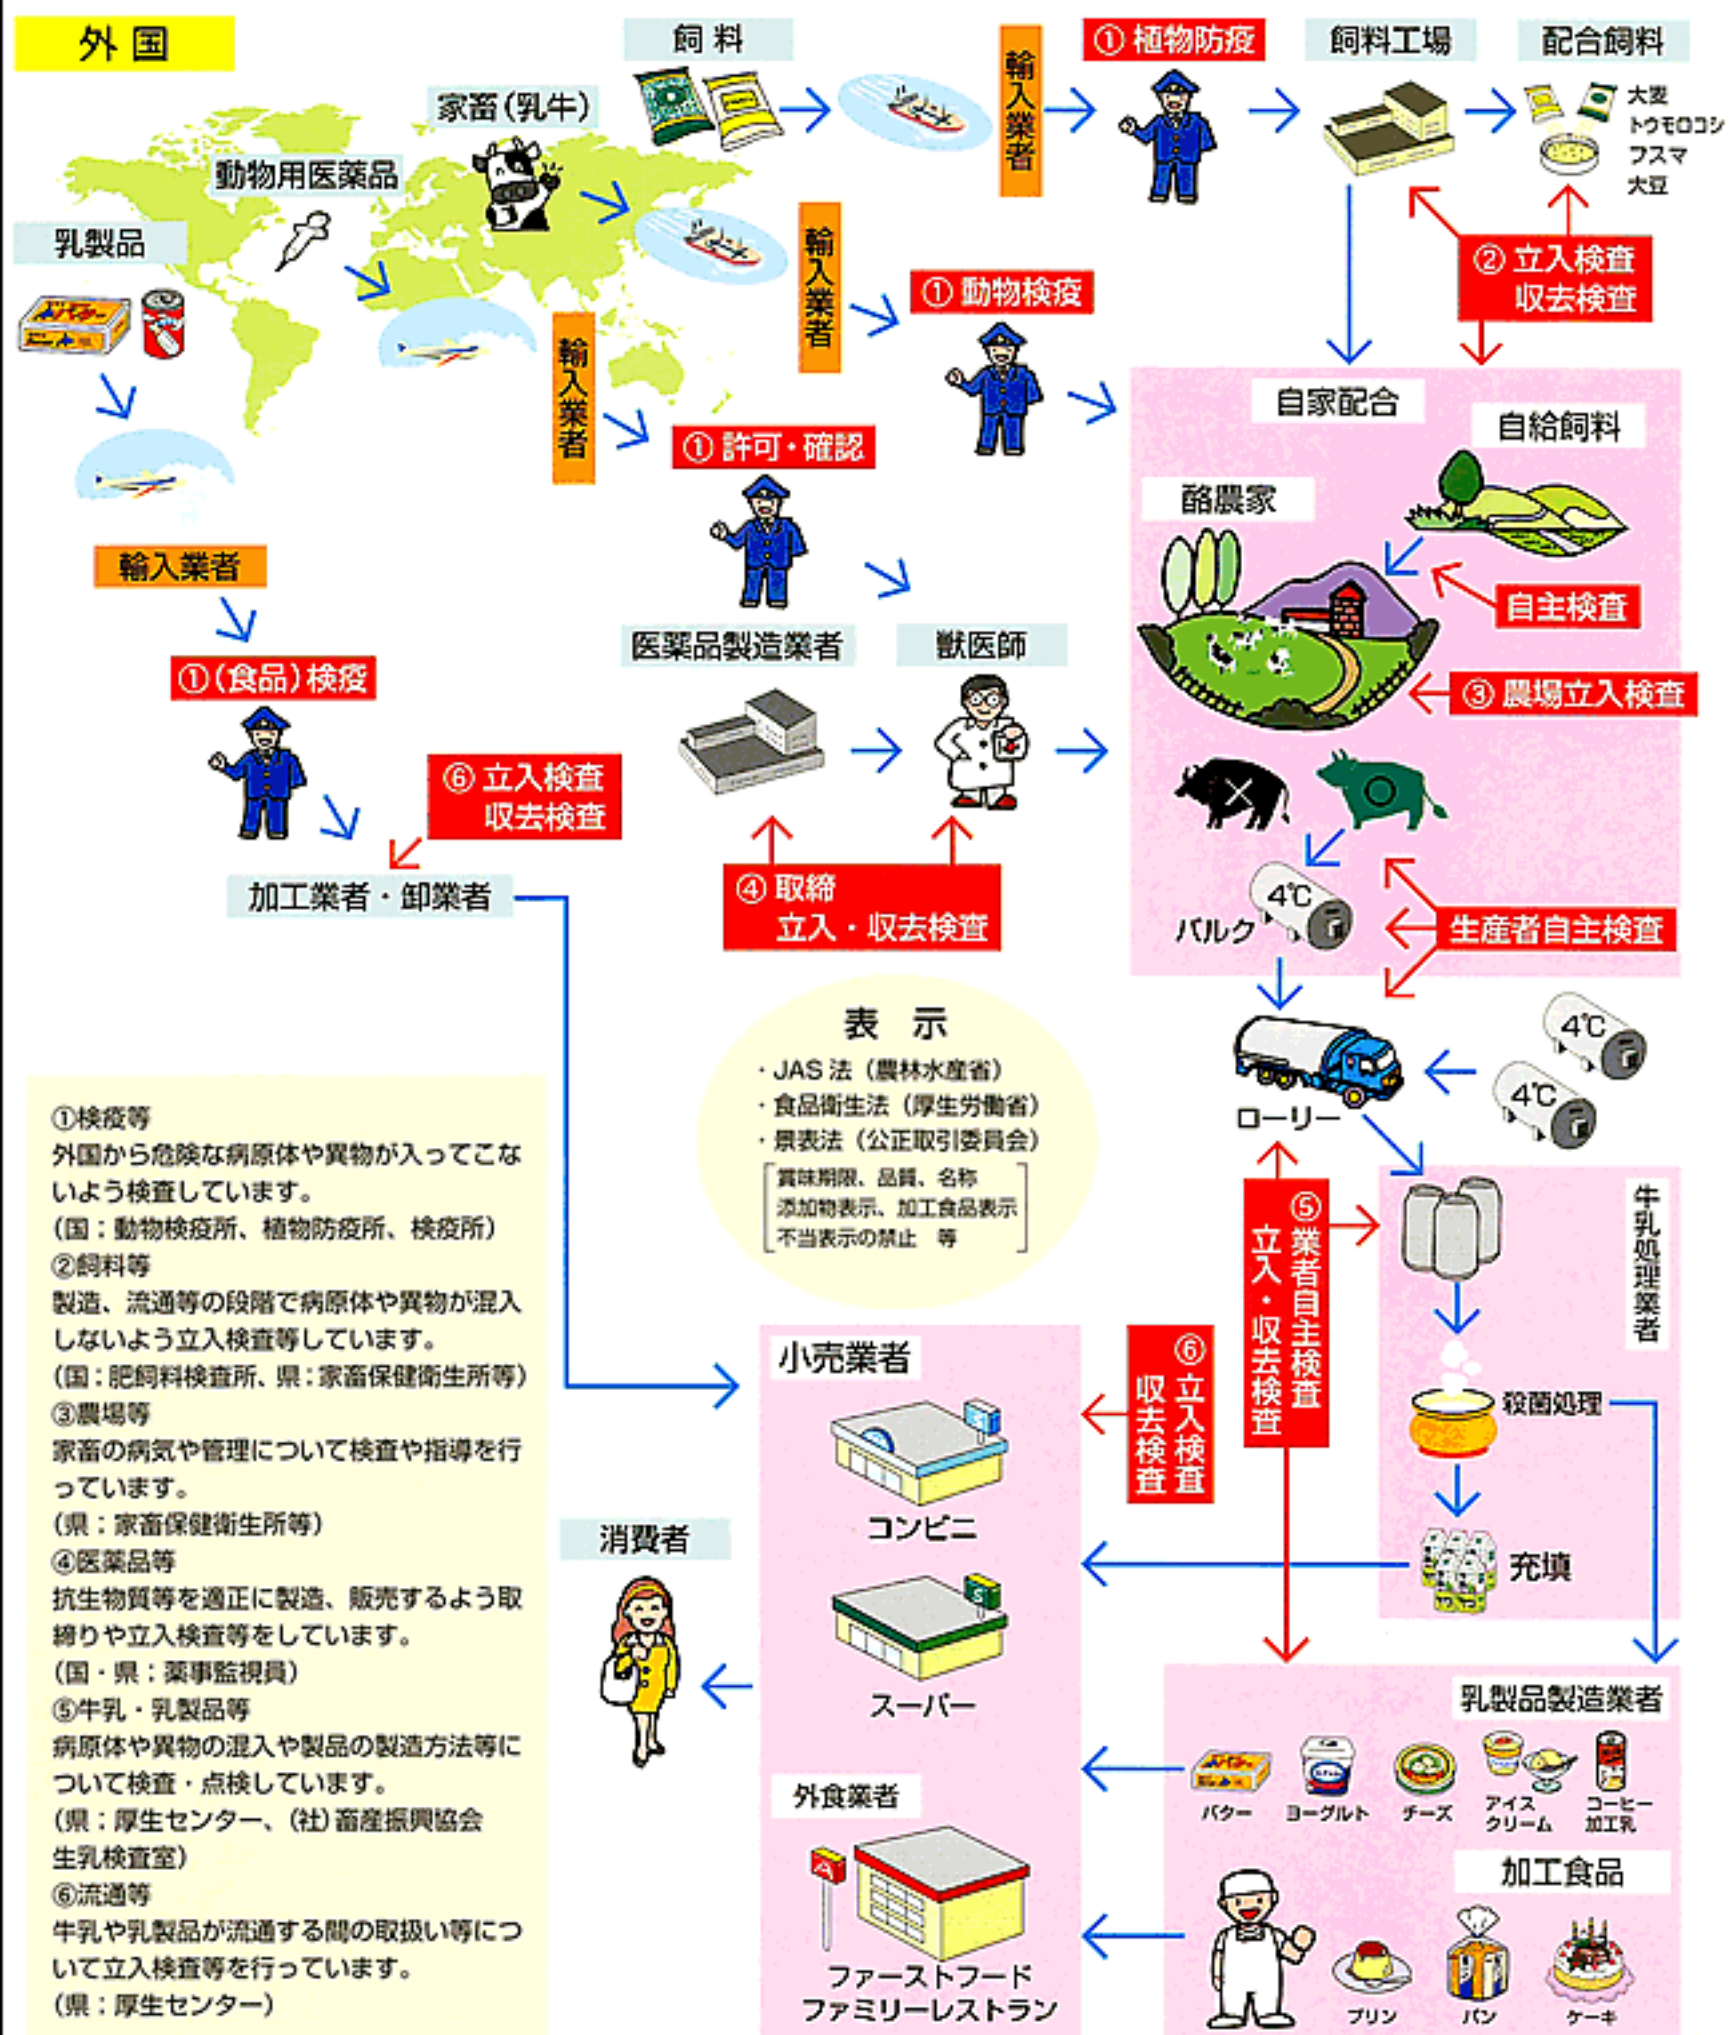 外国
飼料
輸入業者
① 植物防疫
飼料工場
配合飼料
大麦
トウモロコシ
フスマ
大豆
家畜(乳牛)
動物用医薬品
乳製品
バター
輸入業者
① 動物検疫
② 立入検査
収去検査
輸入業者
① 許可・確認
輸入業者
①(食品)検疫
自家配合
自給飼料
酪農家
自主検査
③ 農場立入検査
医薬品製造業者
獣医師
⑥ 立入検査
収去検査
加工業者・卸業者
④ 取締
立入・収去検査
4℃
バルク
生産者自主検査
4℃
4℃
ローリー
表 示
・JAS法(農林水産省)
・食品衛生法(厚生労働省)
・景表法(公正取引委員会)
賞味期限、品質、名称
添加物表示、加工食品表示
不当表示の禁止 等
①検疫等
外国から危険な病原体や異物が入ってこな
いよう検査しています。
(国:動物検疫所、植物防疫所、検疫所)
②飼料等
製造、流通等の段階で病原体や異物が混入
しないよう立入検査等しています。
(国:肥飼料検査所、県:家畜保健衛生所等)
③農場等
家畜の病気や管理について検査や指導を行
っています。
(県:家畜保健衛生所等)
④医薬品等
抗生物質等を適正に製造、販売するよう取
締りや立入検査等をしています。
(国・県:薬事監視員)
⑤牛乳・乳製品等
病原体や異物の混入や製品の製造方法等に
ついて検査・点検しています。
(県:厚生センター、(社)畜産振興協会
生乳検査室)
⑥流通等
牛乳や乳製品が流通する間の取扱い等につ
いて立入検査等を行っています。
(県:厚生センター)
⑤業者自主検査
立入・収去検査
牛乳処理業者
殺菌処理
充填
⑥立入検査
収去検査
小売業者
コンビニ
スーパー
外食業者
ファーストフード
ファミリーレストラン
消費者
乳製品製造業者
バター
ヨーグルト
チーズ
アイス
クリーム
コーヒー
加工乳
加工食品
プリン
パン
ケーキ